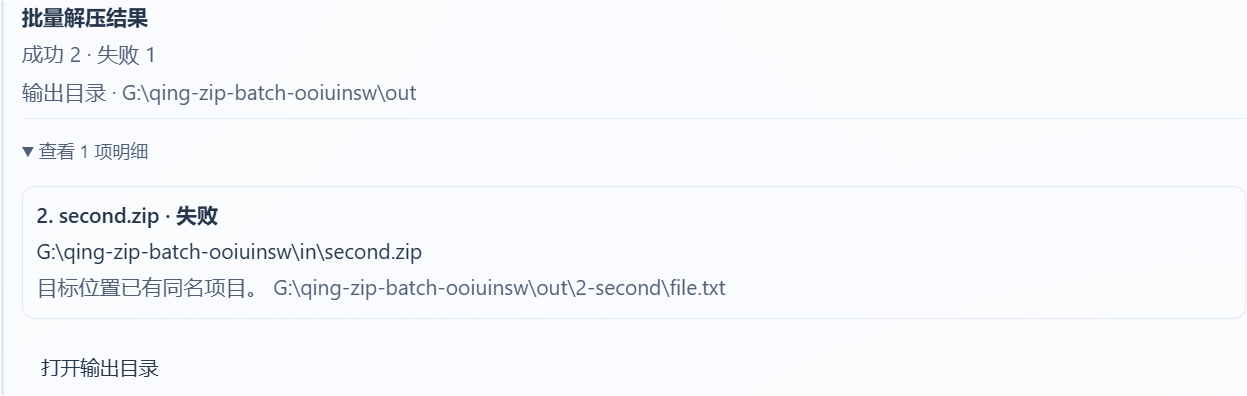 批量解压结果
成功 2 · 失败 1
输出目录 · G:\qing-zip-batch-ooiuinsw\out
▼ 查看 1 项明细
2. second.zip · 失败
G:\qing-zip-batch-ooiuinsw\in\second.zip
目标位置已有同名项目。 G:\qing-zip-batch-ooiuinsw\out\2-second\file.txt
打开输出目录